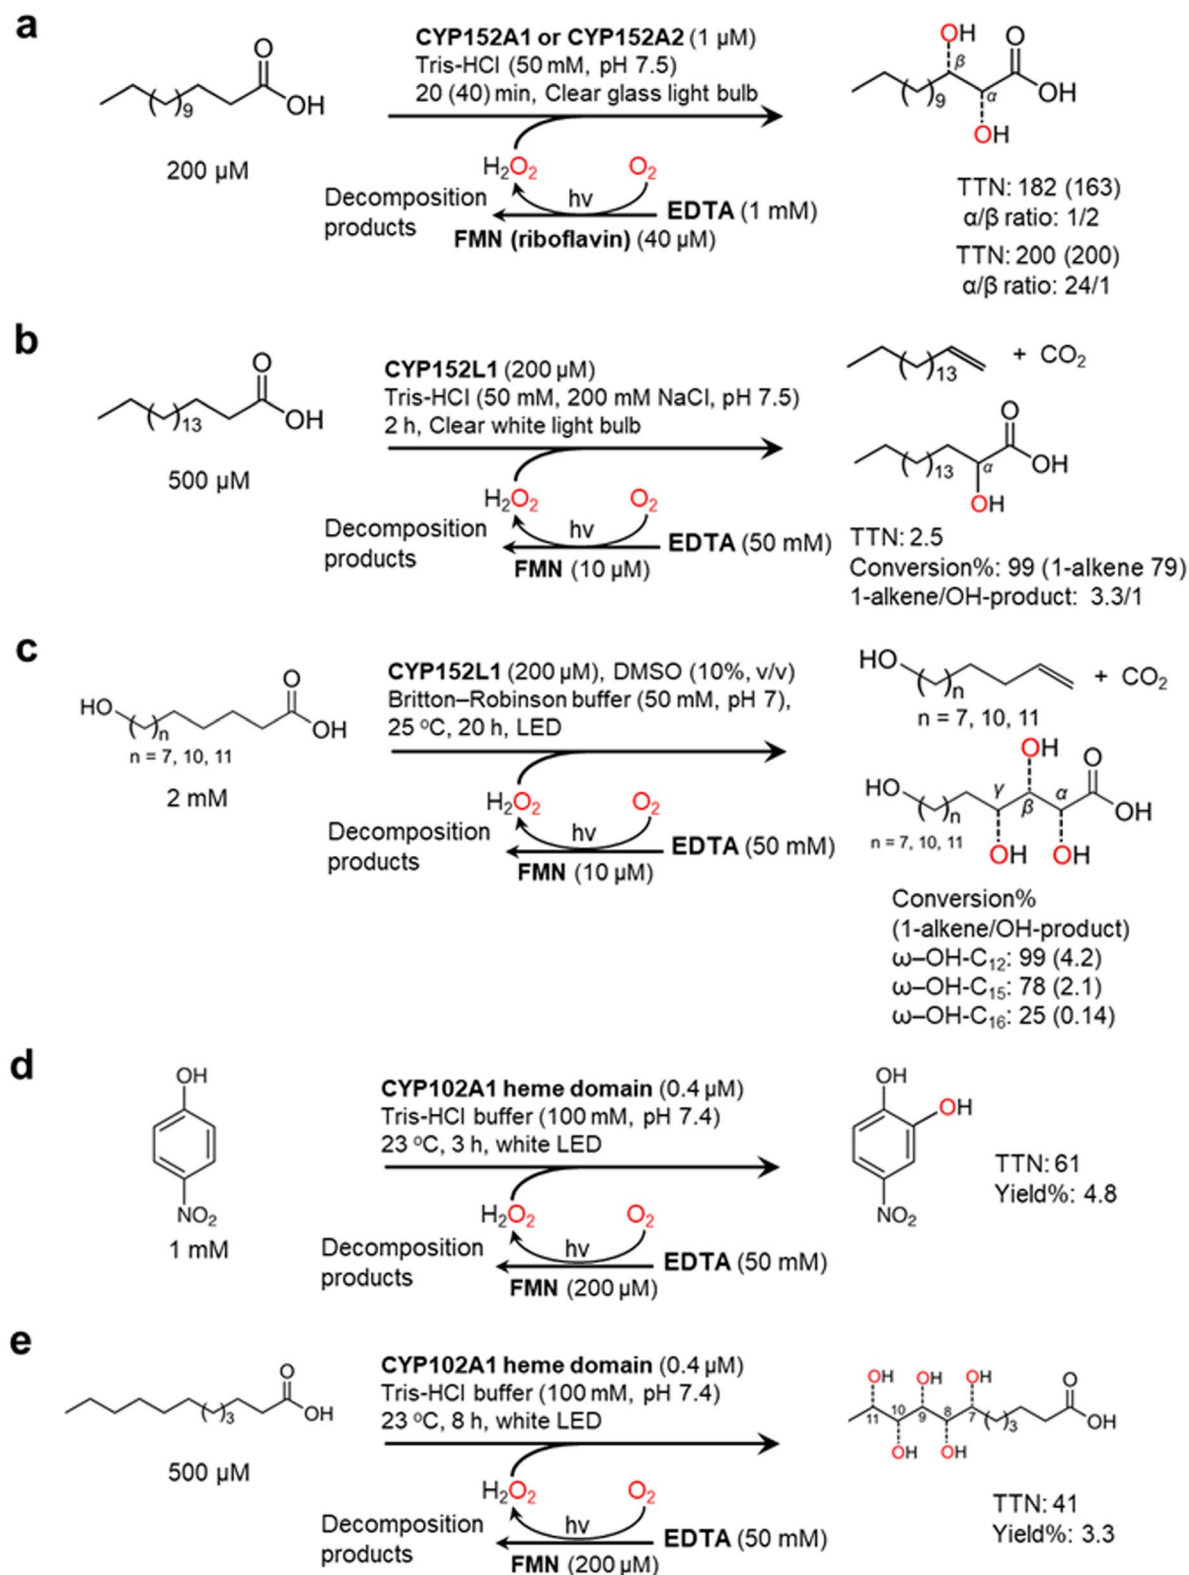 a
O
OH
9
200 µM
CYP152A1 or CYP152A2 (1 µM)
Tris-HCl (50 mM, pH 7.5)
20 (40) min, Clear glass light bulb
H2O2
O2
hv
Decomposition
products
EDTA (1 mM)
FMN (riboflavin) (40 µM)
OH
O
β
9
α
OH
OH
TTN: 182 (163)
α/β ratio: 1/2
TTN: 200 (200)
α/β ratio: 24/1
b
O
OH
13
500 µM
CYP152L1 (200 µM)
Tris-HCl (50 mM, 200 mM NaCl, pH 7.5)
2 h, Clear white light bulb
H2O2
O2
hv
Decomposition
products
EDTA (50 mM)
FMN (10 µM)
13
+ CO2
O
13
α
OH
OH
TTN: 2.5
Conversion%: 99 (1-alkene 79)
1-alkene/OH-product: 3.3/1
c
O
HO
OH
n
n = 7, 10, 11
2 mM
CYP152L1 (200 µM), DMSO (10%, v/v)
Britton–Robinson buffer (50 mM, pH 7),
25 ºC, 20 h, LED
H2O2
O2
hv
Decomposition
products
EDTA (50 mM)
FMN (10 µM)
HO
n
+ CO2
n = 7, 10, 11
OH
O
HO
γ
β
α
OH
n
n = 7, 10, 11
OH
OH
Conversion%
(1-alkene/OH-product)
ω–OH-C12: 99 (4.2)
ω–OH-C15: 78 (2.1)
ω–OH-C16: 25 (0.14)
d
OH
NO2
1 mM
CYP102A1 heme domain (0.4 µM)
Tris-HCl buffer (100 mM, pH 7.4)
23 ºC, 3 h, white LED
H2O2
O2
hv
Decomposition
products
EDTA (50 mM)
FMN (200 µM)
OH
OH
NO2
TTN: 61
Yield%: 4.8
e
O
OH
3
500 µM
CYP102A1 heme domain (0.4 µM)
Tris-HCl buffer (100 mM, pH 7.4)
23 ºC, 8 h, white LED
H2O2
O2
hv
Decomposition
products
EDTA (50 mM)
FMN (200 µM)
OH
OH
OH
O
11
10
9
8
7
3
OH
OH
OH
TTN: 41
Yield%: 3.3